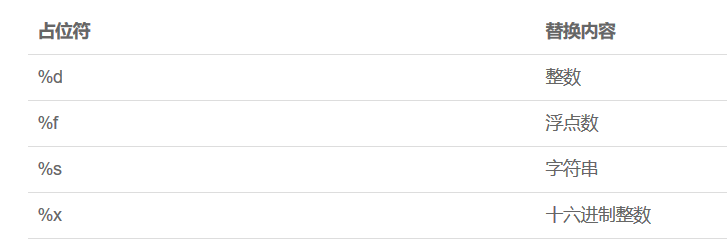 占位符 替换内容
%d 整数
%f 浮点数
%s 字符串
%x 十六进制整数